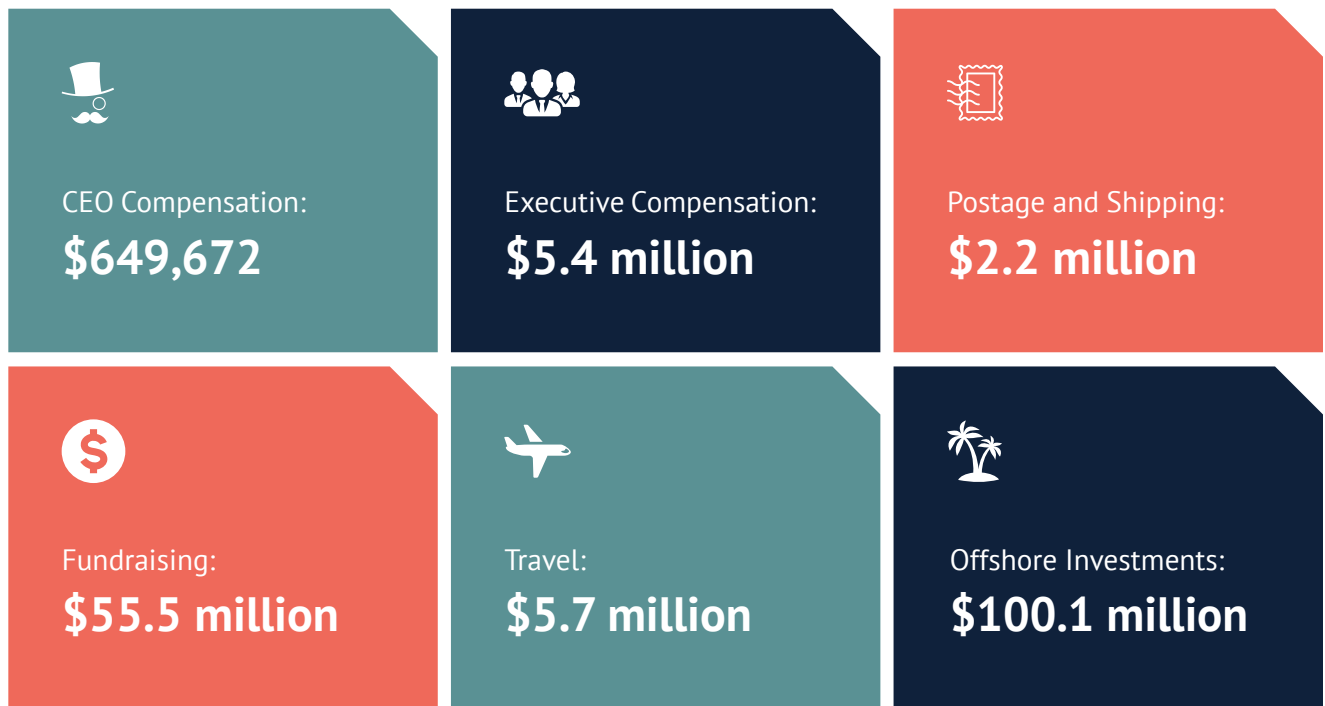 CEO Compensation:
$649,672
Executive Compensation:
$5.4 million
Postage and Shipping:
$2.2 million
Fundraising:
$55.5 million
Travel:
$5.7 million
Offshore Investments:
$100.1 million